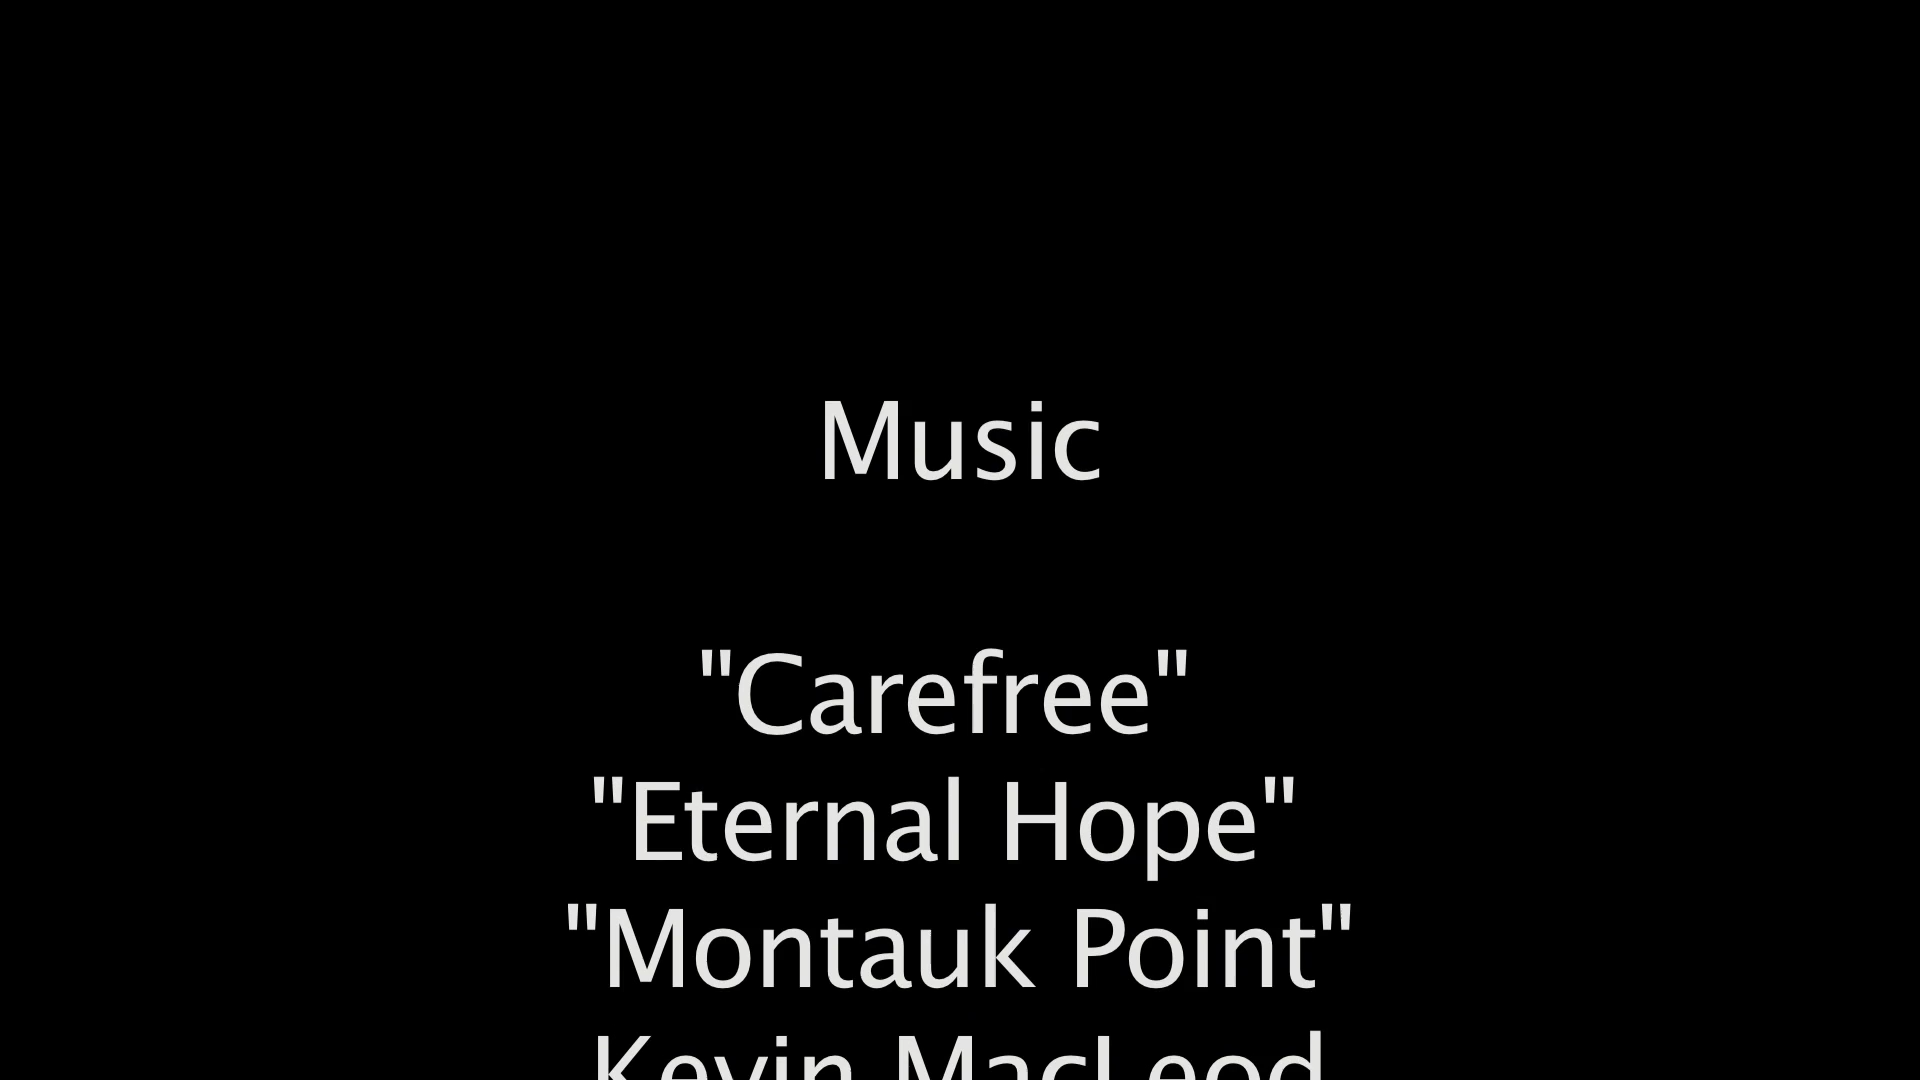 Music
"Carefree"
"Eternal Hope"
"Montauk Point"
Kevin MacLeod